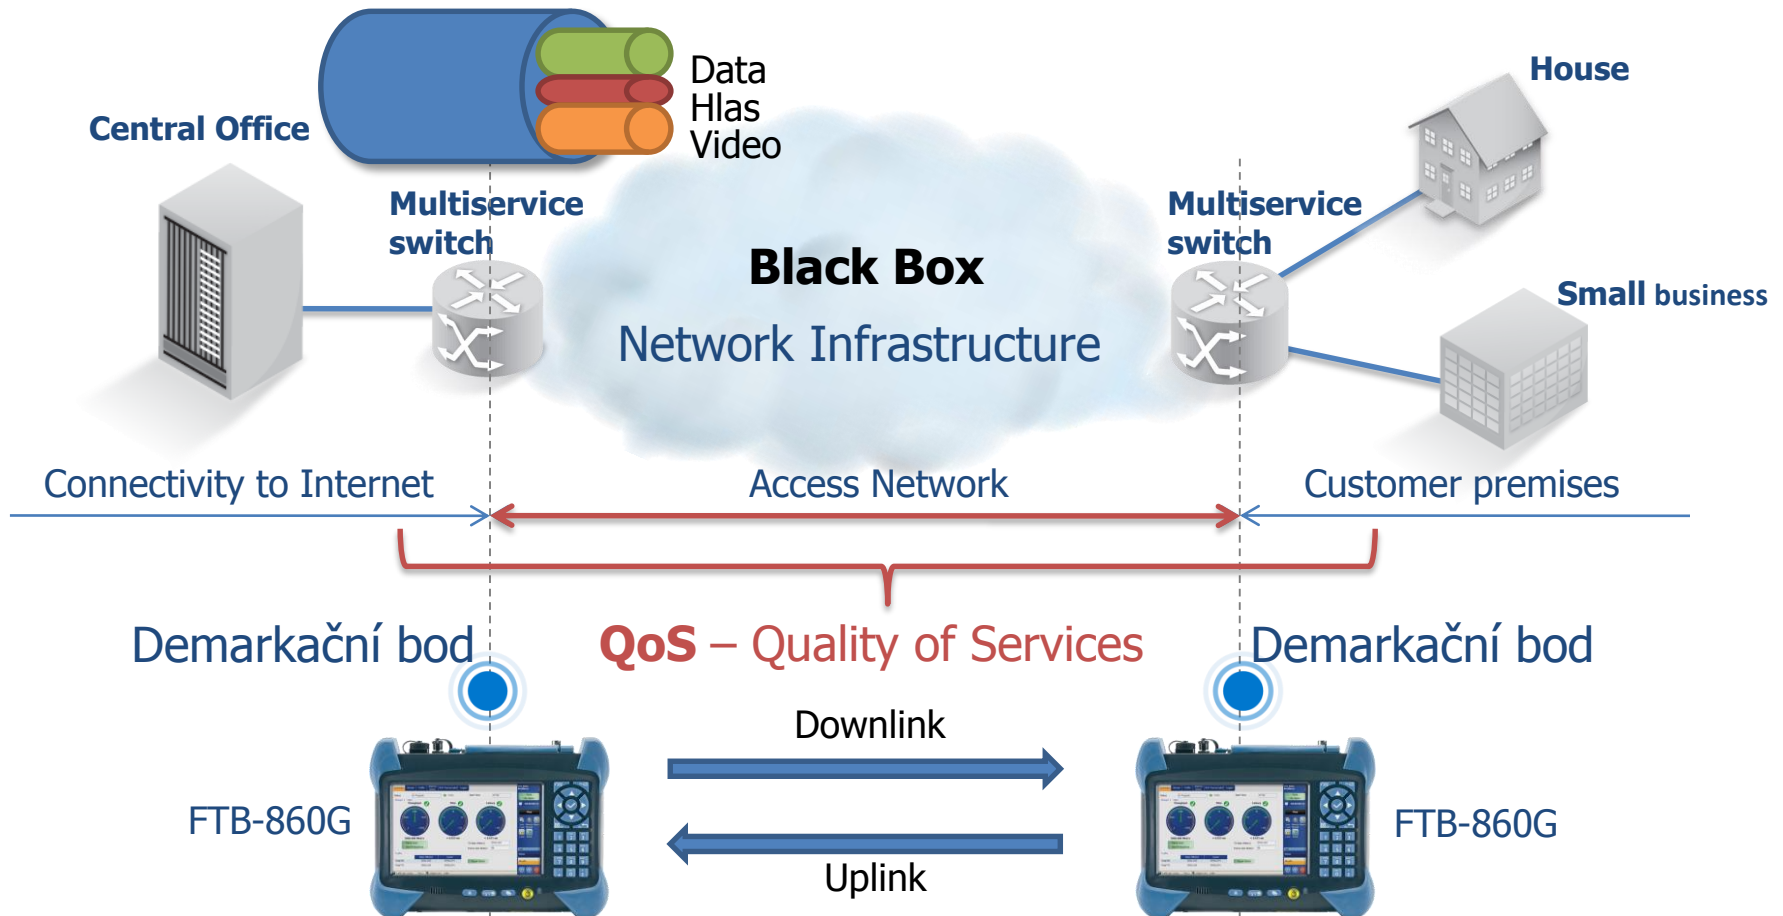 Data
Hlas
Video
House
Central Office
Multiservice
switch
Multiservice
switch
Black Box
Network Infrastructure
Small business
Connectivity to Internet
Access Network
Customer premises
Demarkační bod
QoS – Quality of Services
Demarkační bod
Downlink
FTB-860G
FTB-860G
Uplink